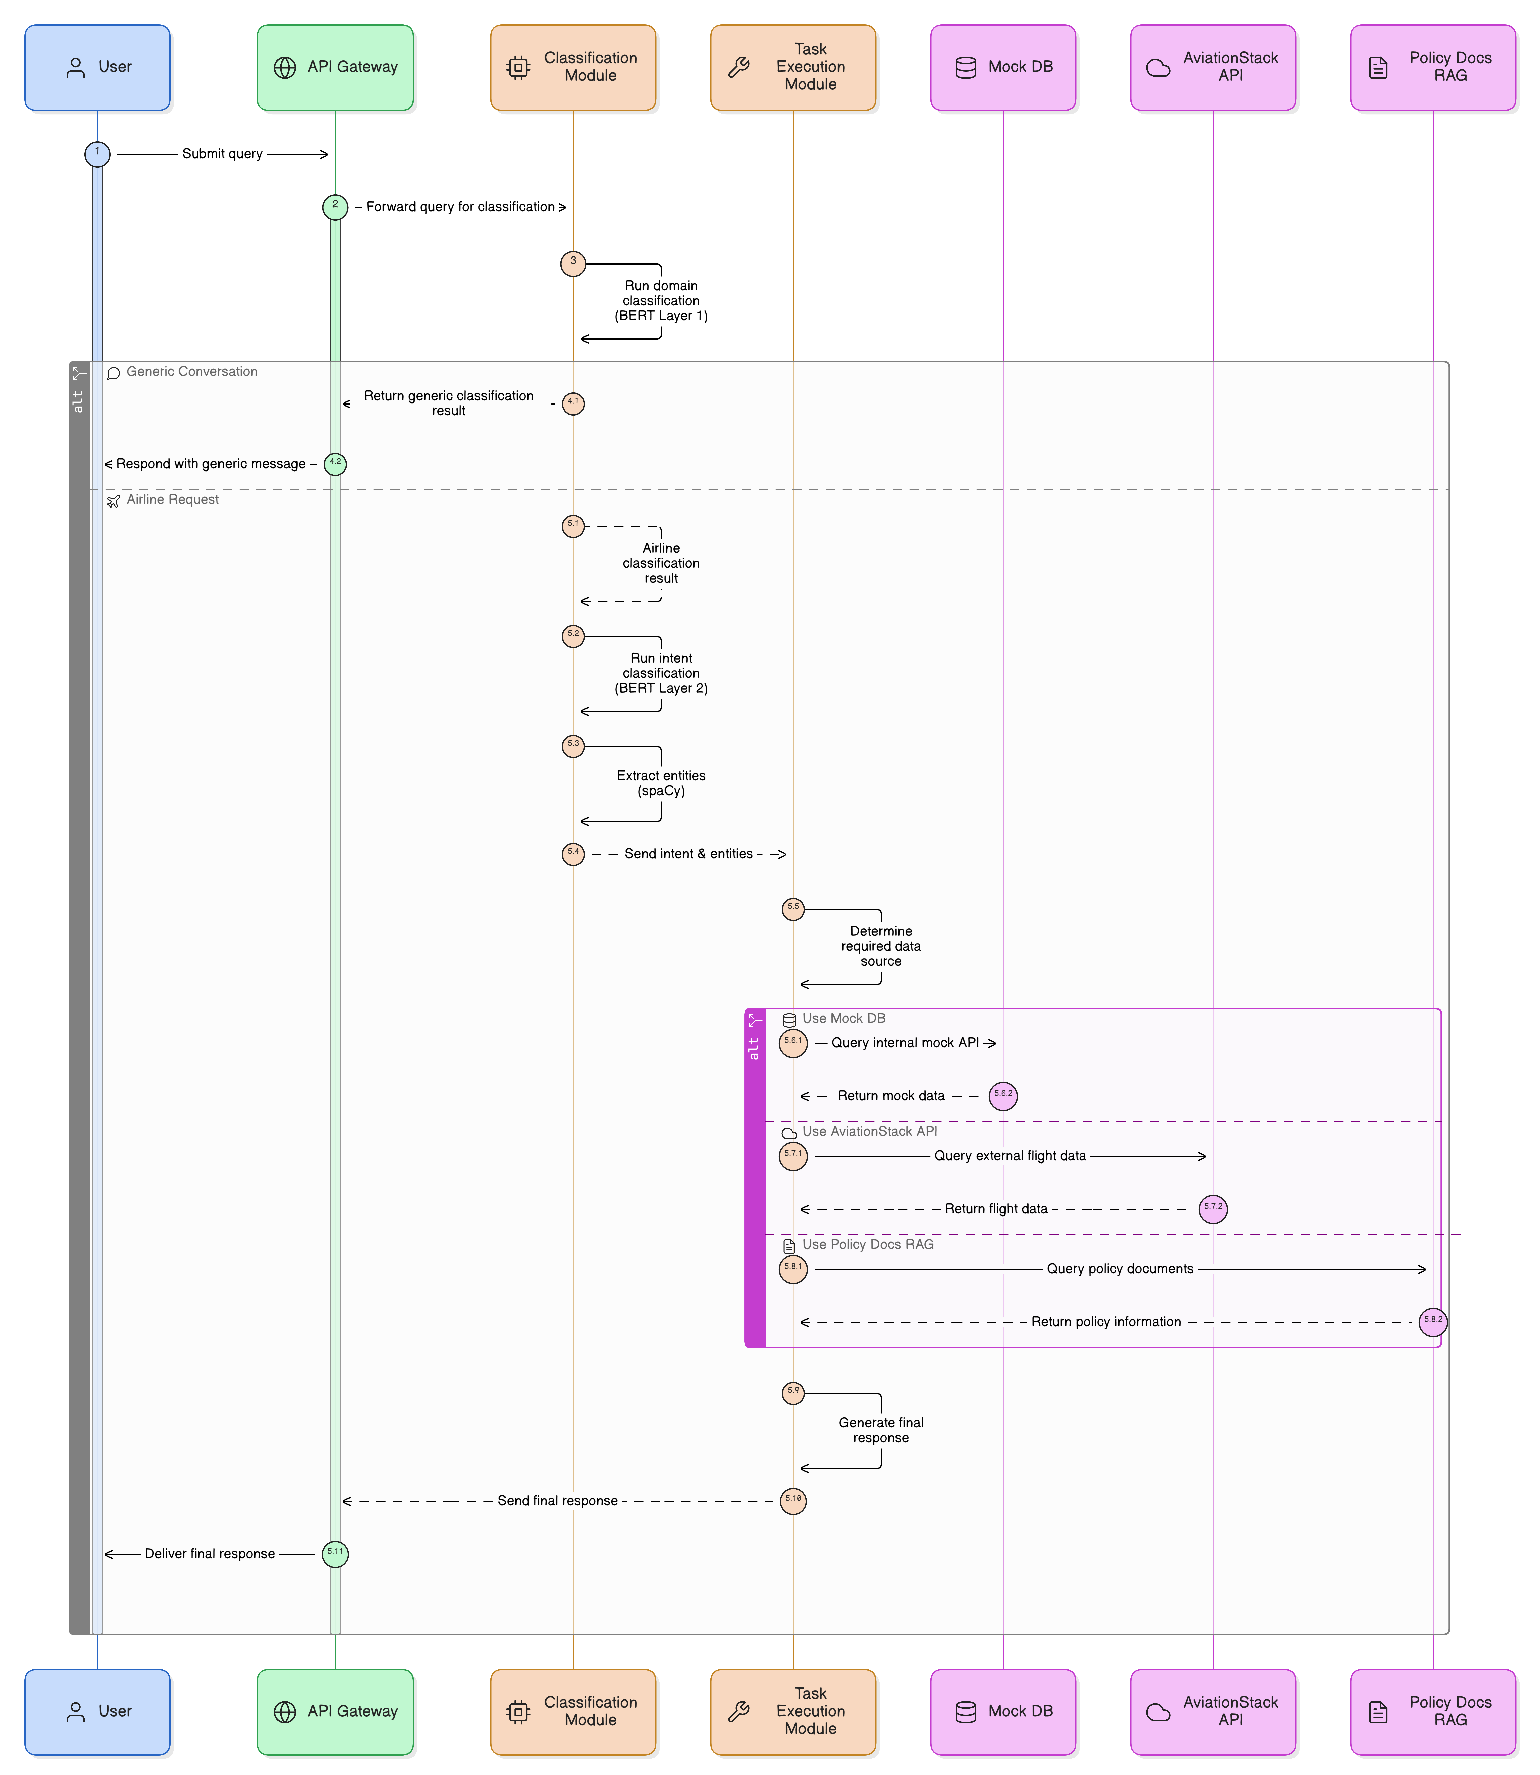 User
API Gateway
Classification
Module
Task
Execution
Module
Mock DB
AviationStack
API
Policy Docs
RAG
1
Submit query
2
Forward query for classification
3
Run domain
classification
(BERT Layer 1)
alt
Generic Conversation
Return generic classification
result
4.1
Respond with generic message
4.2
Airline Request
5.1
Airline
classification
result
5.2
Run intent
classification
(BERT Layer 2)
5.3
Extract entities
(spaCy)
5.4
Send intent & entities
5.5
Determine
required data
source
alt
Use Mock DB
5.6.1
Query internal mock API
Return mock data
5.6.2
Use AviationStack API
5.7.1
Query external flight data
Return flight data
5.7.2
Use Policy Docs RAG
5.8.1
Query policy documents
Return policy information
5.8.2
5.9
Generate final
response
Send final response
5.10
Deliver final response
5.11
User
API Gateway
Classification
Module
Task
Execution
Module
Mock DB
AviationStack
API
Policy Docs
RAG